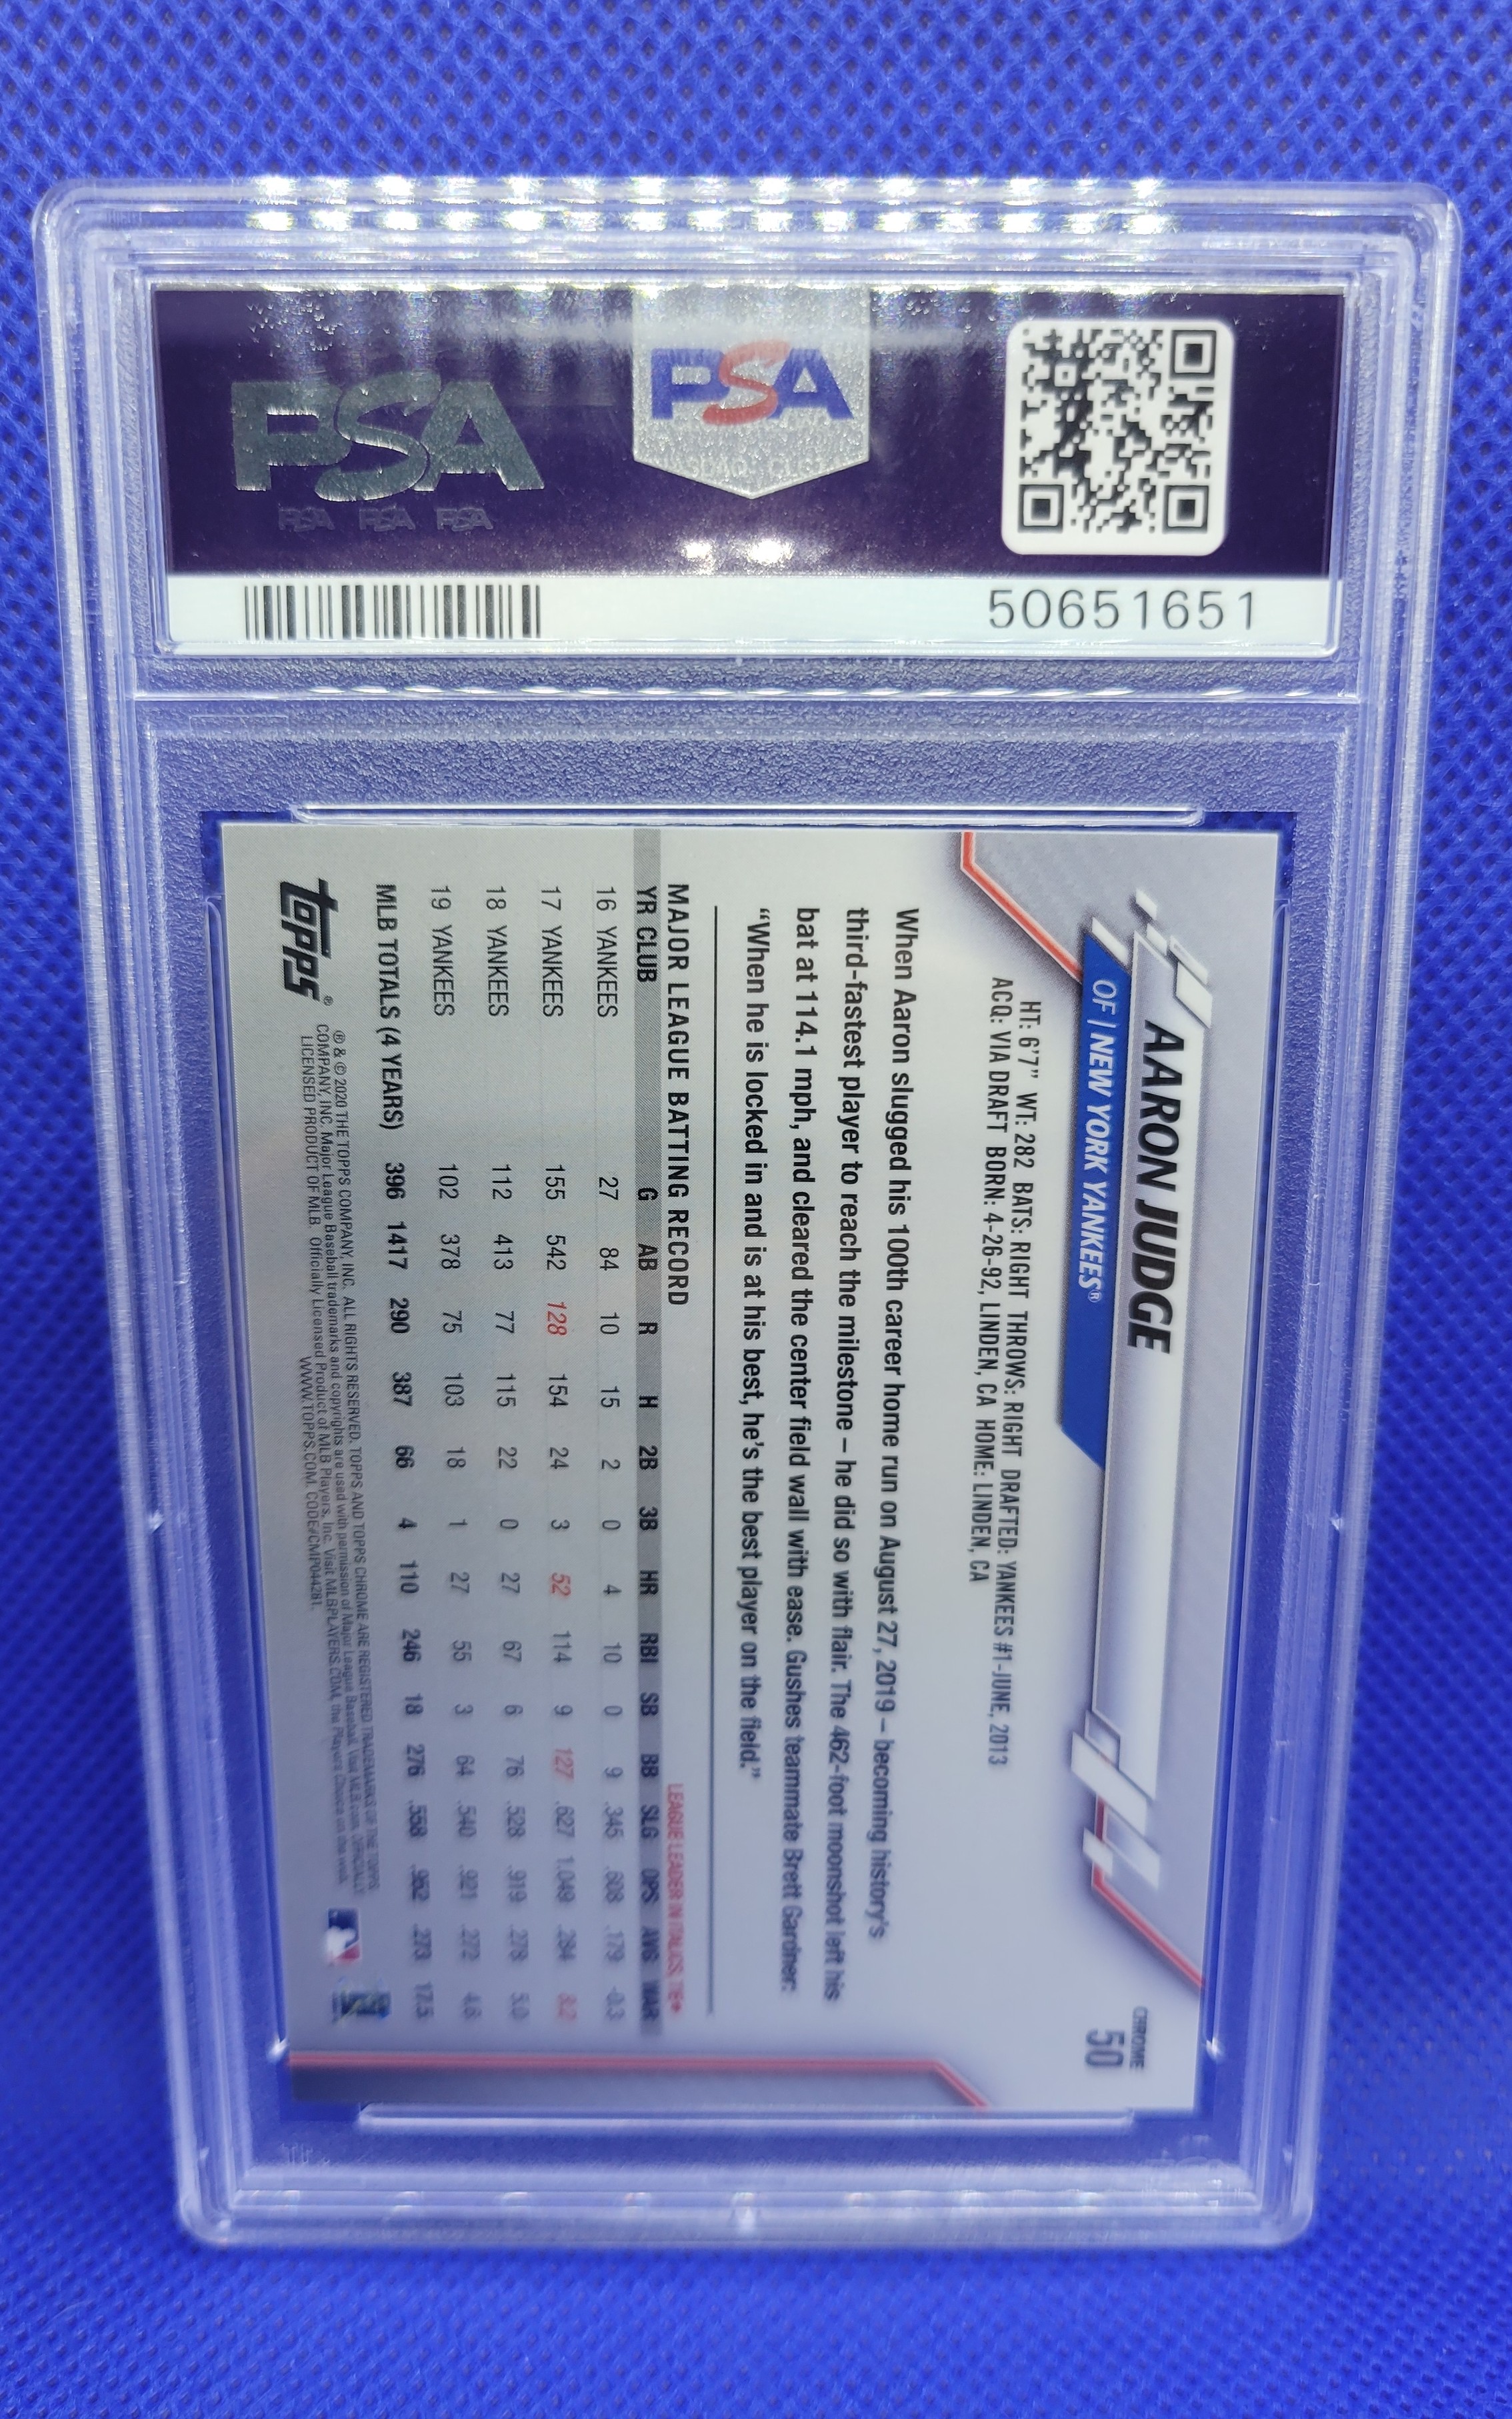 PSA
PSA PSA PSA
PSA
50651651
AARON JUDGE
OF | NEW YORK YANKEES®
CHROME
50
HT: 6'7" WT: 282 BATS: RIGHT THROWS: RIGHT DRAFTED: YANKEES #1-JUNE, 2013
ACQ: VIA DRAFT BORN: 4-26-92, LINDEN, CA HOME: LINDEN, CA
When Aaron slugged his 100th career home run on August 27, 2019 – becoming history's
third-fastest player to reach the milestone – he did so with flair. The 462-foot moonshot left his
bat at 114.1 mph, and cleared the center field wall with ease. Gushes teammate Brett Gardner:
“When he is locked in and is at his best, he's the best player on the field.”
MAJOR LEAGUE BATTING RECORD
LEAGUE LEADER IN ITALICS, TIE♦
YR CLUB G AB R H 2B 3B HR RBI SB BB SLG OPS AVG WAR
16 YANKEES 27 84 10 15 2 0 4 10 0 9 .345 .608 .179 -0.3
17 YANKEES 155 542 128 154 24 3 52 114 9 127 .627 1.049 .284 8.2
18 YANKEES 112 413 77 115 22 0 27 67 6 76 .528 .919 .278 5.0
19 YANKEES 102 378 75 103 18 1 27 55 3 64 .540 .921 .272 4.6
MLB TOTALS (4 YEARS) 396 1417 290 387 66 4 110 246 18 276 .558 .952 .273 17.5
topps®
® & © 2020 THE TOPPS COMPANY, INC. ALL RIGHTS RESERVED. TOPPS AND TOPPS CHROME ARE REGISTERED TRADEMARKS OF THE TOPPS
COMPANY, INC. Major League Baseball trademarks and copyrights are used with permission of Major League Baseball. Visit MLB.com. OFFICIALLY
LICENSED PRODUCT OF MLB Players, Inc. Officially Licensed Product of MLB Players, Inc. Visit MLBPLAYERS.COM, the Players Choice on the web.
WWW.TOPPS.COM. CODE#CMP044281.